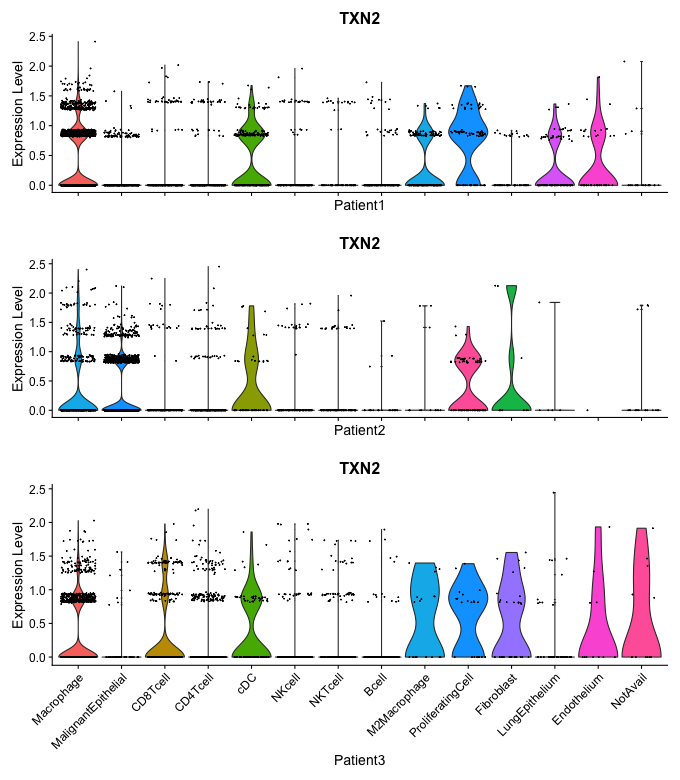 TXN2
Expression Level
2.5
2.0
1.5
1.0
0.5
0.0
Patient1
TXN2
Expression Level
2.5
2.0
1.5
1.0
0.5
0.0
Patient2
TXN2
Expression Level
2.5
2.0
1.5
1.0
0.5
0.0
Macrophage
MalignantEpithelial
CD8Tcell
CD4Tcell
cDC
NKcell
NKTcell
Bcell
M2Macrophage
ProliferatingCell
Fibroblast
LungEpithelium
Endothelium
NotAvail
Patient3